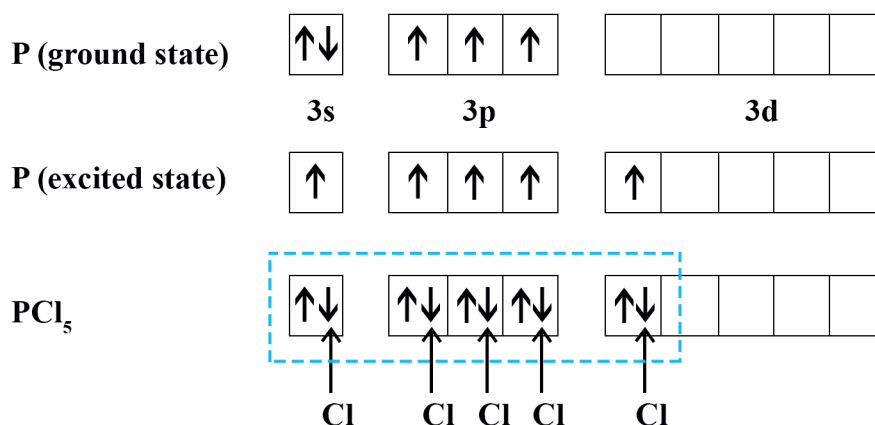 P (ground state)
3s 3p 3d
P (excited state)
PCl₅
Cl Cl Cl Cl Cl